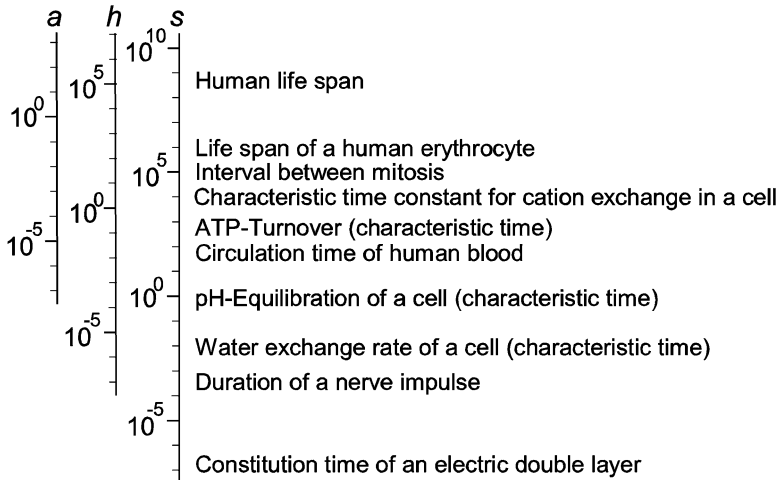 a h s
10^10
Human life span
10^5
10^0
Life span of a human erythrocyte
10^5
Interval between mitosis
Characteristic time constant for cation exchange in a cell
10^0
ATP-Turnover (characteristic time)
10^-5
Circulation time of human blood
10^0
pH-Equilibration of a cell (characteristic time)
10^-5
Water exchange rate of a cell (characteristic time)
Duration of a nerve impulse
10^-5
Constitution time of an electric double layer